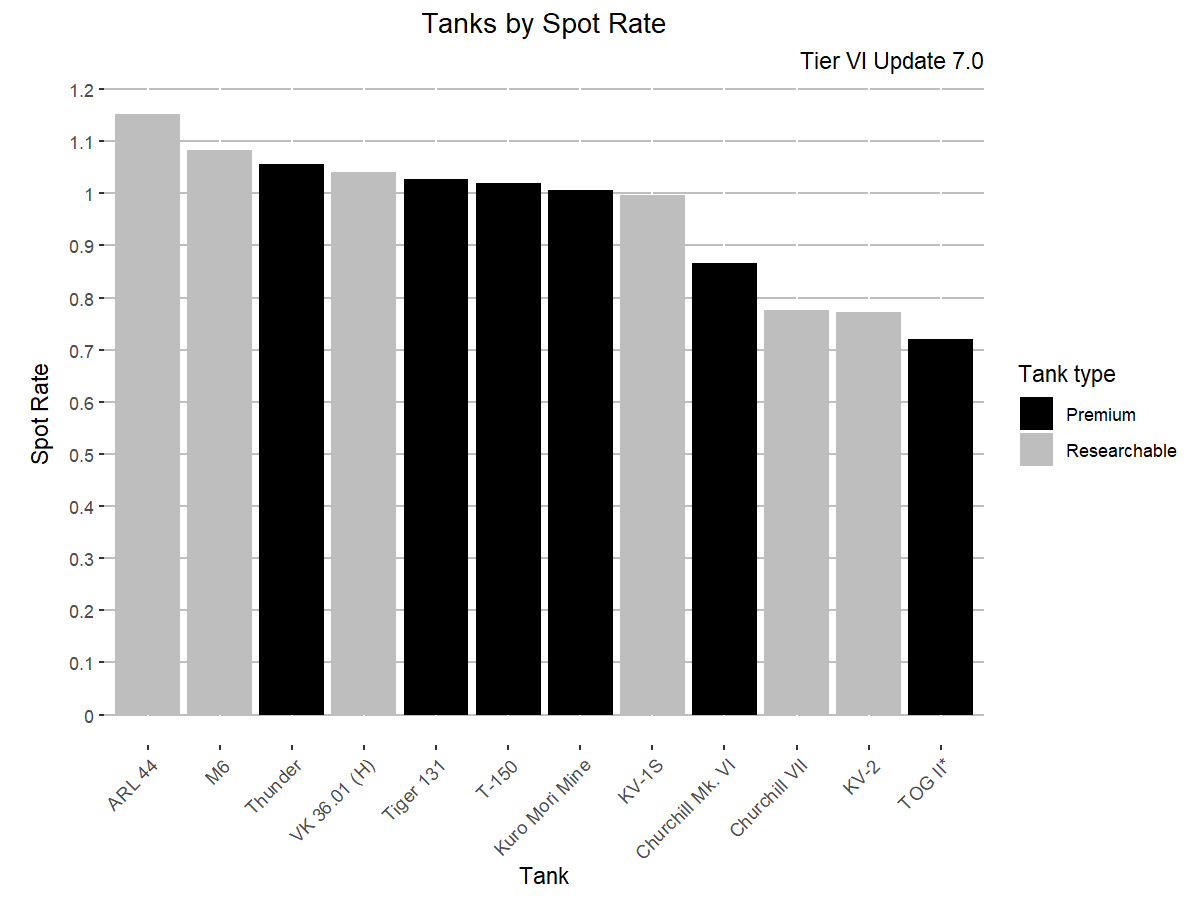 Tanks by Spot Rate
Tier VI Update 7.0
1.2
1.1
1
0.9
0.8
0.7
0.6
0.5
0.4
0.3
0.2
0.1
0
Spot Rate
ARL 44
M6
Thunder
VK 36.01 (H)
Tiger 131
T-150
Kuro Mori Mine
KV-1S
Churchill Mk. VI
Churchill VII
KV-2
TOG II*
Tank
Tank type
Premium
Researchable